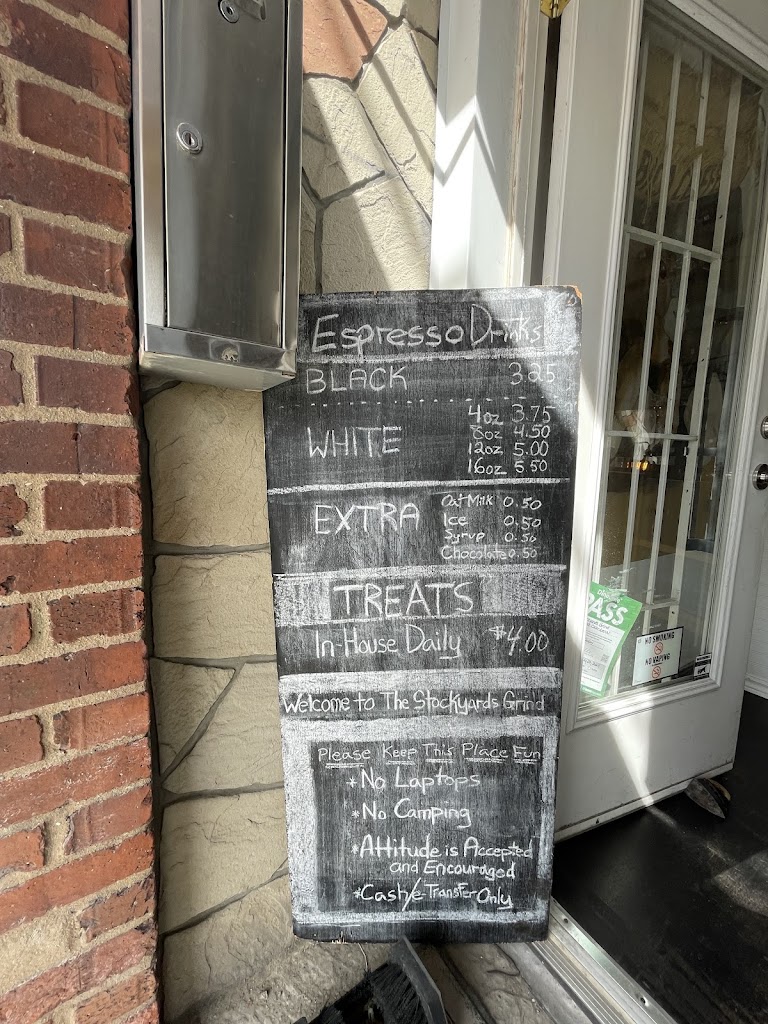 Espresso Drinks
BLACK 3.25
4oz 3.75
8oz 4.50
WHITE 12oz 5.00
16oz 5.50
Oat Milk 0.50
EXTRA Ice 0.50
Syrup 0.50
Chocolate 0.50
TREATS
In-House Daily $4.00
Welcome to The Stockyards Grind
Please Keep This Place Fun
*No Laptops
*No Camping
*Attitude is Accepted
and Encouraged
*Cash/e-Transfer Only
PASS
NO SMOKING
NO VAPING